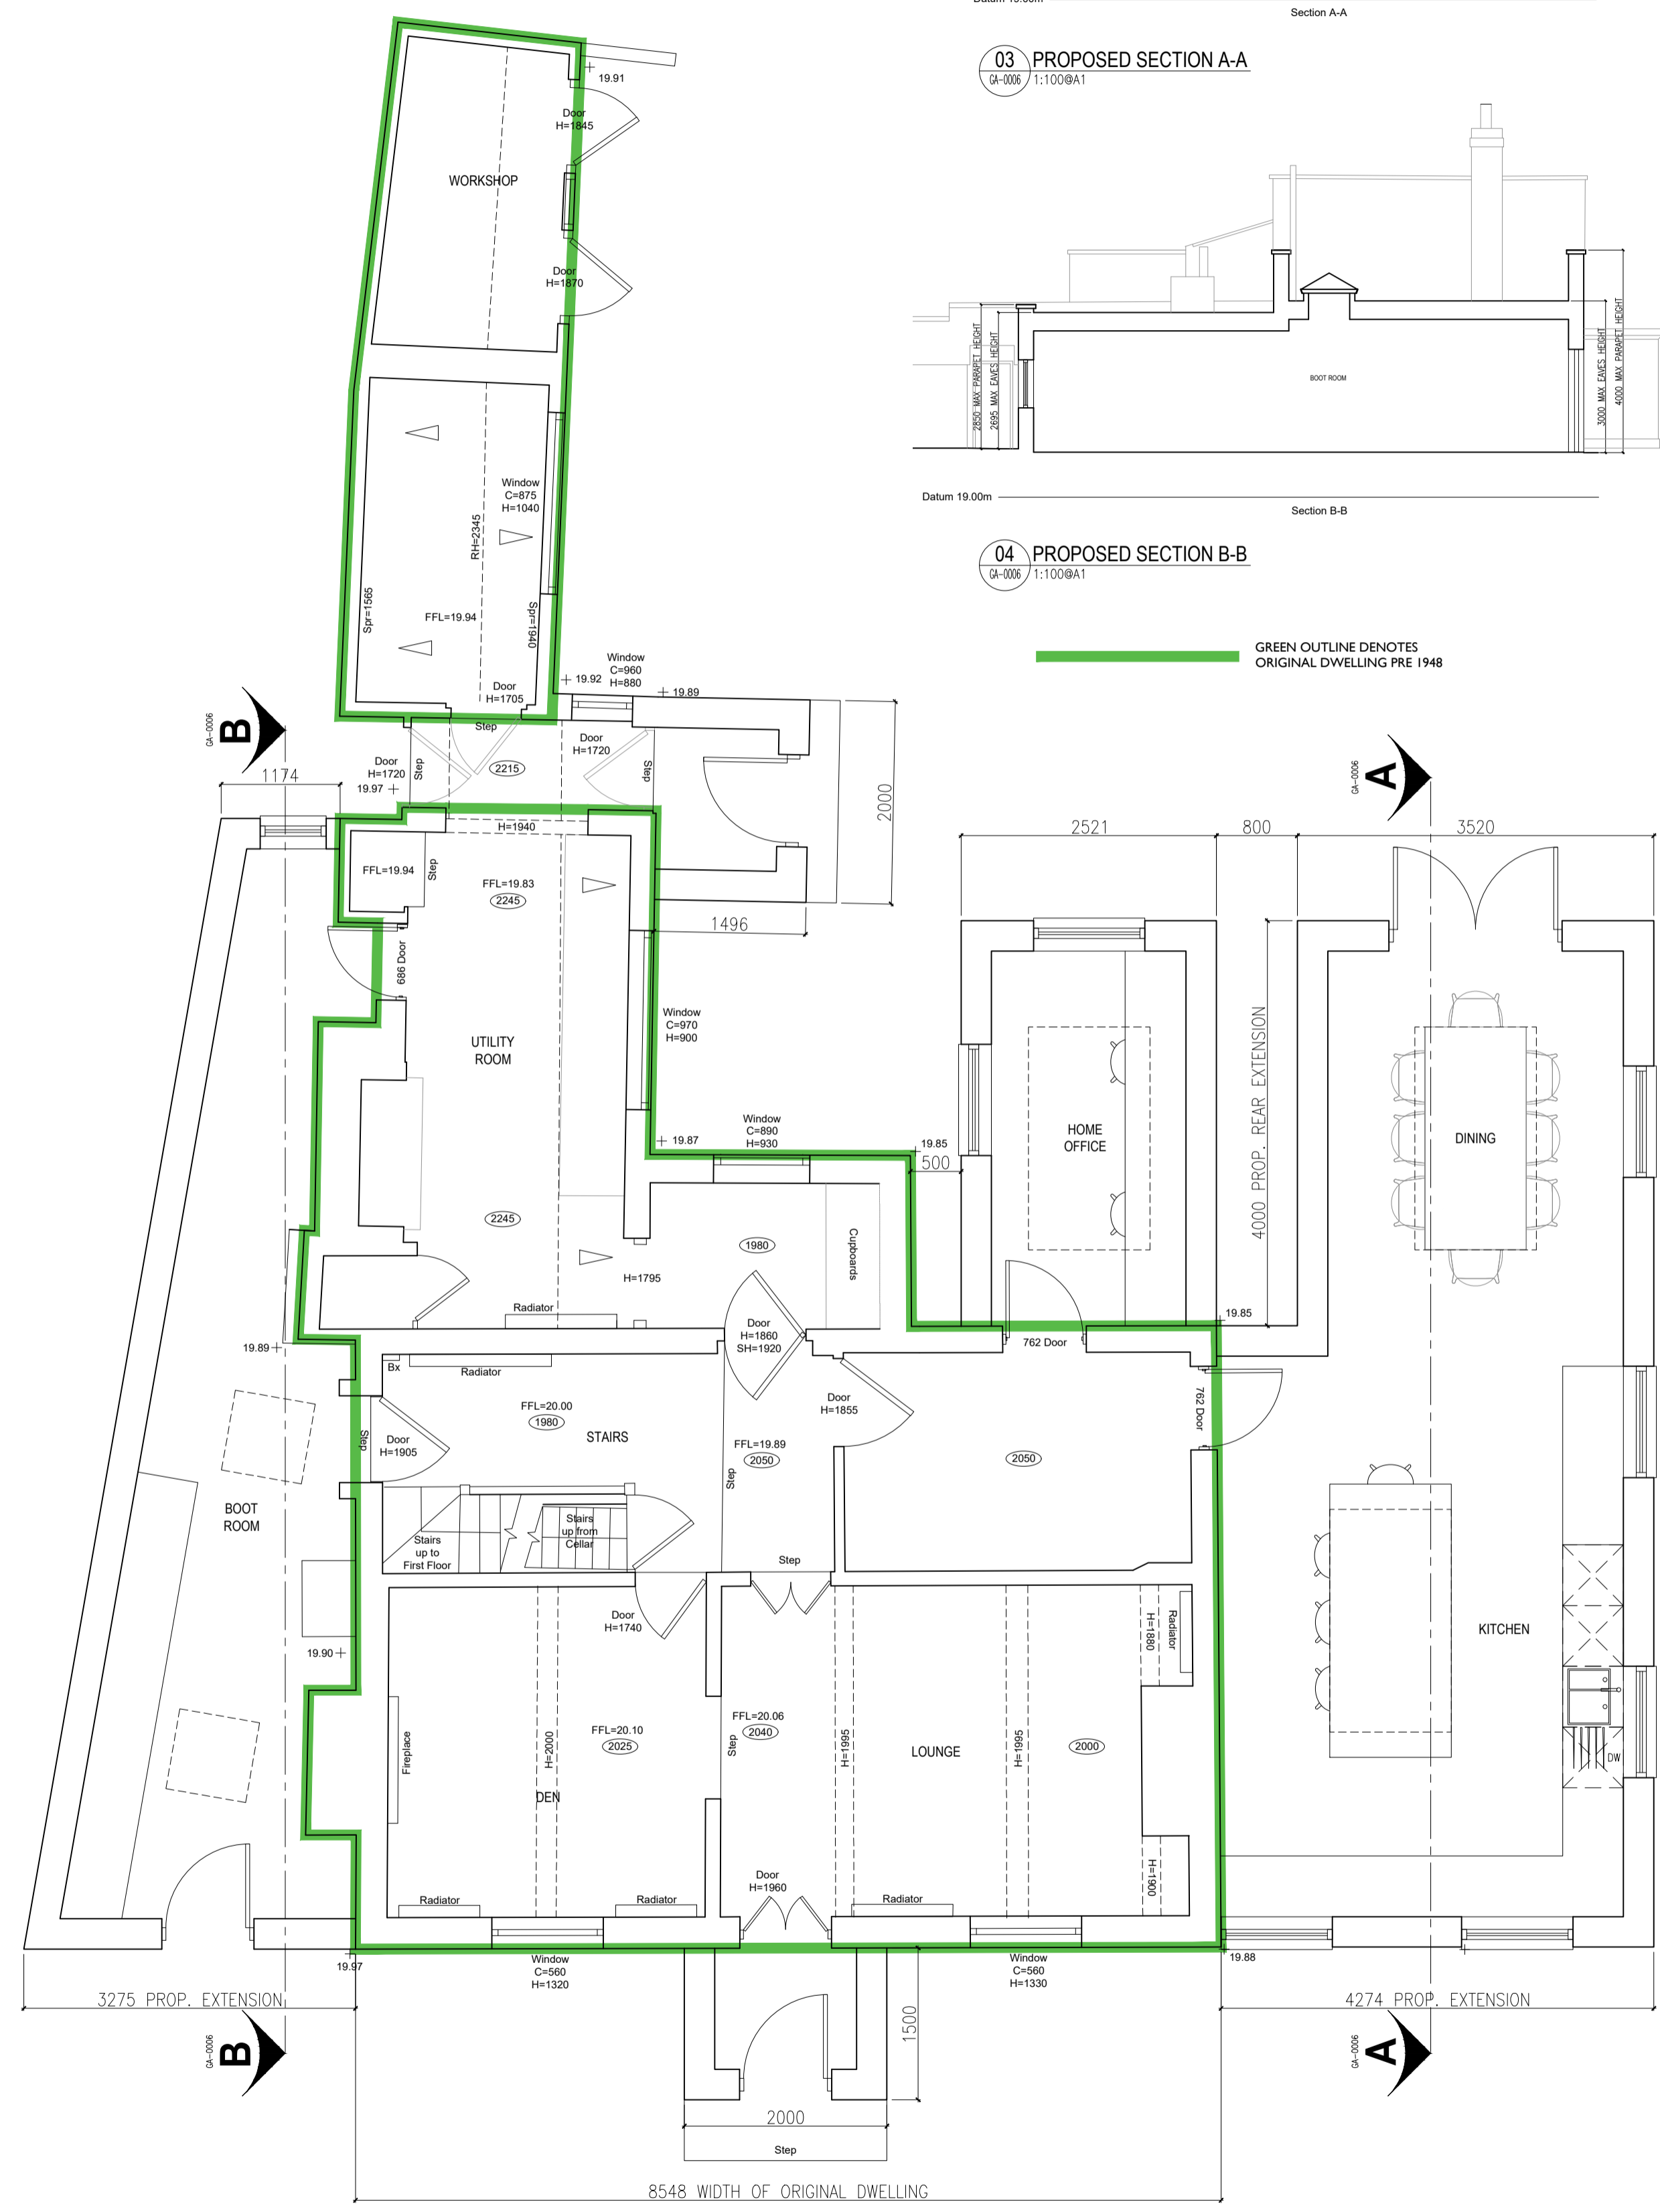 Section A-A
03 PROPOSED SECTION A-A
GA-0006 1:100@A1
2850 MAX PARAPET HEIGHT
2695 MAX EAVES HEIGHT
BOOT ROOM
3000 MAX EAVES HEIGHT
4000 MAX PARAPET HEIGHT
Datum 19.00m
Section B-B
04 PROPOSED SECTION B-B
GA-0006 1:100@A1
GREEN OUTLINE DENOTES
ORIGINAL DWELLING PRE 1948
19.91
Door
H=1845
WORKSHOP
Door
H=1870
Window
C=875
H=1040
RH=2345
Spr=1565
FFL=19.94
Spr=1940
Door
H=1705
Step
19.92
Window
C=960
H=880
19.89
GA-0006
B
Door
H=1720
19.97
Step
2215
Door
H=1720
Step
2000
1174
GA-0006
A
2521
800
3520
H=1940
FFL=19.94
Step
FFL=19.83
2245
1496
686 Door
UTILITY
ROOM
Window
C=970
H=900
4000 PROP. REAR EXTENSION
HOME
OFFICE
DINING
Window
C=890
H=930
19.87
19.85
500
2245
1980
Cupboards
H=1795
Radiator
Door
H=1860
SH=1920
19.85
762 Door
19.89
Bx
Radiator
762 Door
Door
H=1855
FFL=20.00
1980
STAIRS
Step
Door
H=1905
FFL=19.89
2050
Step
2050
BOOT
ROOM
Stairs
up to
First Floor
Stairs
up from
Cellar
Step
Door
H=1740
H=1880
Radiator
KITCHEN
19.90
Fireplace
H=2000
FFL=20.10
2025
DEN
Step
FFL=20.06
2040
H=1995
LOUNGE
H=1995
2000
DW
Door
H=1960
H=1900
Radiator
Radiator
Radiator
19.97
Window
C=560
H=1320
Window
C=560
H=1330
19.88
3275 PROP. EXTENSION
4274 PROP. EXTENSION
1500
GA-0006
B
GA-0006
A
2000
Step
8548 WIDTH OF ORIGINAL DWELLING